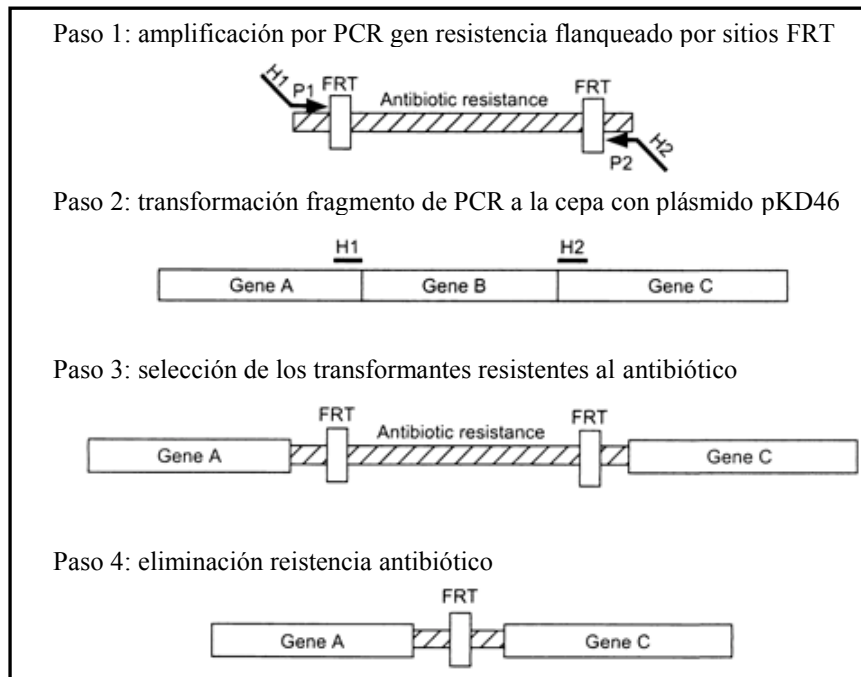 Paso 1: amplificación por PCR gen resistencia flanqueado por sitios FRT
H1
P1
FRT
Antibiotic resistance
FRT
P2
H2
Paso 2: transformación fragmento de PCR a la cepa con plásmido pKD46
H1
H2
Gene A
Gene B
Gene C
Paso 3: selección de los transformantes resistentes al antibiótico
FRT
Antibiotic resistance
FRT
Gene A
Gene C
Paso 4: eliminación reistencia antibiótico
FRT
Gene A
Gene C